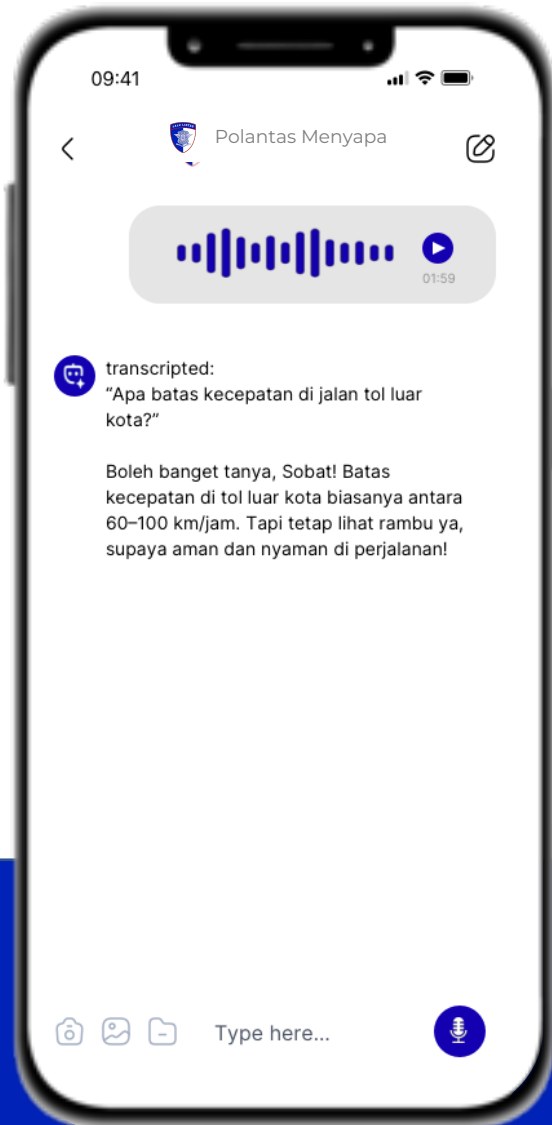 09:41
Polantas Menyapa
01:59
transcripted:
“Apa batas kecepatan di jalan tol luar
kota?”
Boleh banget tanya, Sobat! Batas
kecepatan di tol luar kota biasanya antara
60–100 km/jam. Tapi tetap lihat rambu ya,
supaya aman dan nyaman di perjalanan!
Type here...